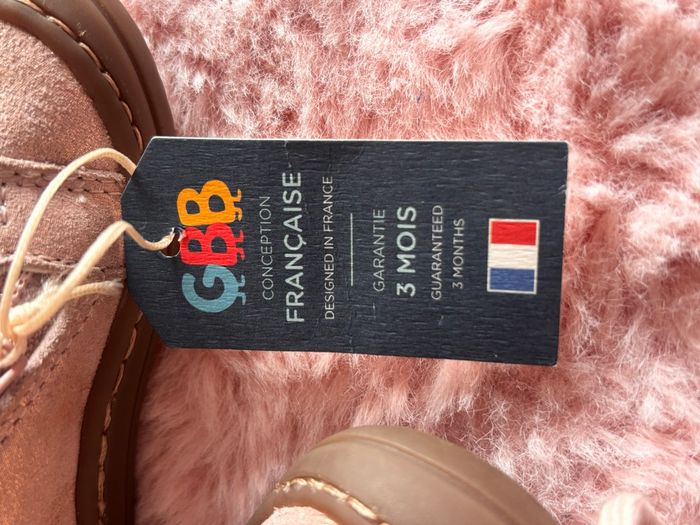 GBB
CONCEPTION
FRANÇAISE
DESIGNED IN FRANCE
GARANTIE
3 MOIS
GUARANTEED
3 MONTHS